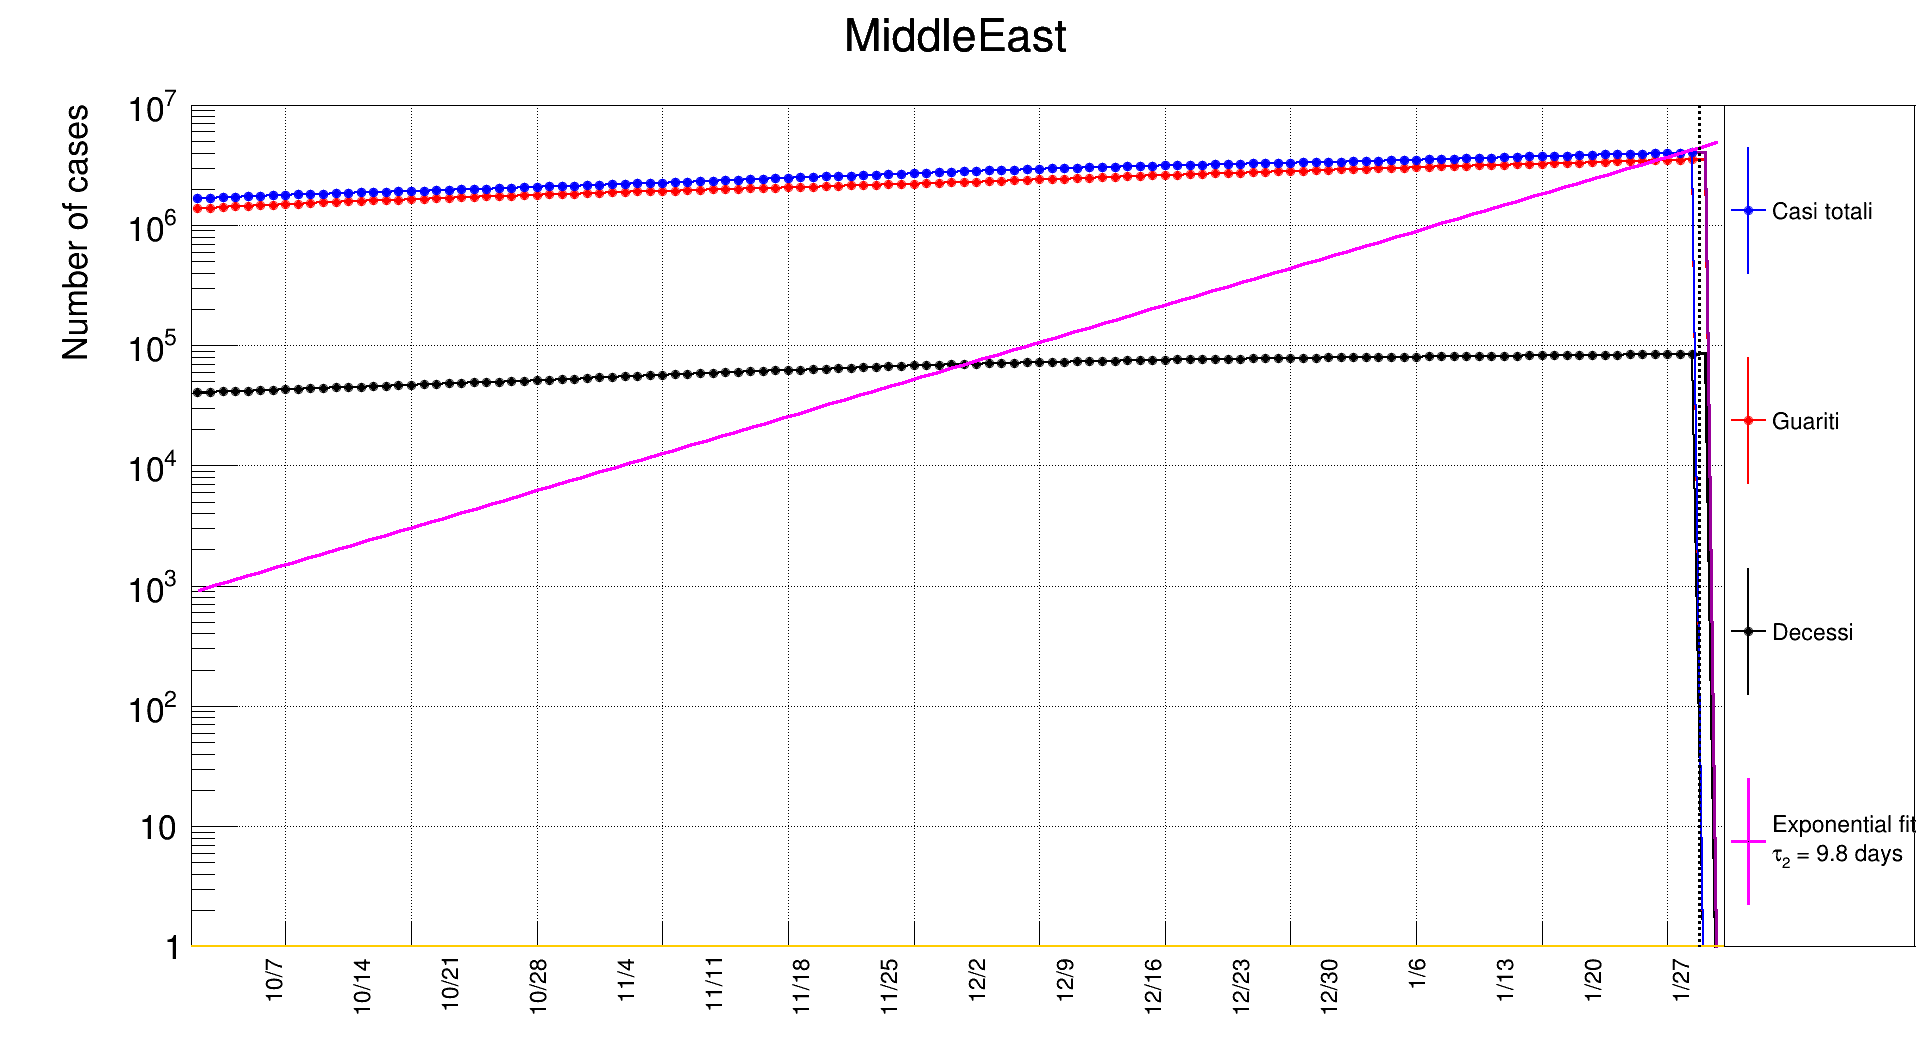 MiddleEast
Number of cases
10^7
10^6
10^5
10^4
10^3
10^2
10
1
10/7 10/14 10/21 10/28 11/4 11/11 11/18 11/25 12/2 12/9 12/16 12/23 12/30 1/6 1/13 1/20 1/27
Casi totali
Guariti
Decessi
Exponential fit
τ₂ = 9.8 days